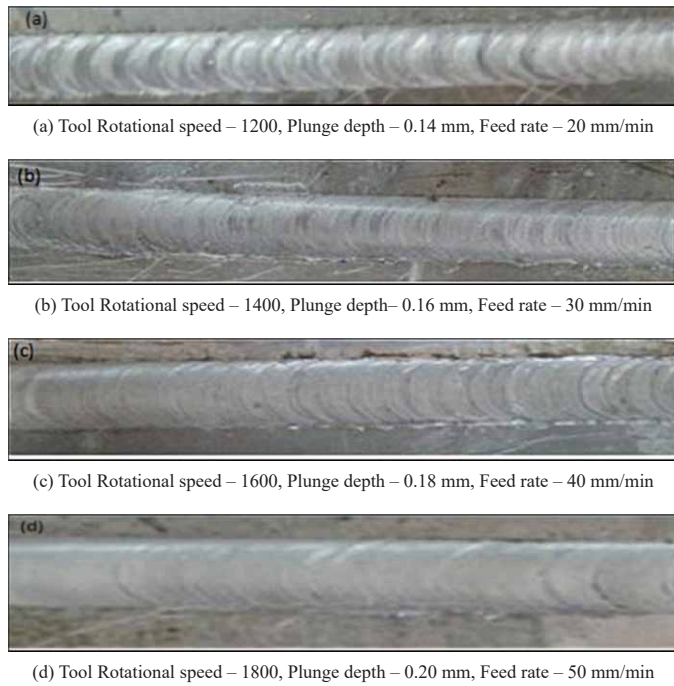 (a)
(a) Tool Rotational speed – 1200, Plunge depth – 0.14 mm, Feed rate – 20 mm/min
(b)
(b) Tool Rotational speed – 1400, Plunge depth– 0.16 mm, Feed rate – 30 mm/min
(c)
(c) Tool Rotational speed – 1600, Plunge depth – 0.18 mm, Feed rate – 40 mm/min
(d)
(d) Tool Rotational speed – 1800, Plunge depth – 0.20 mm, Feed rate – 50 mm/min